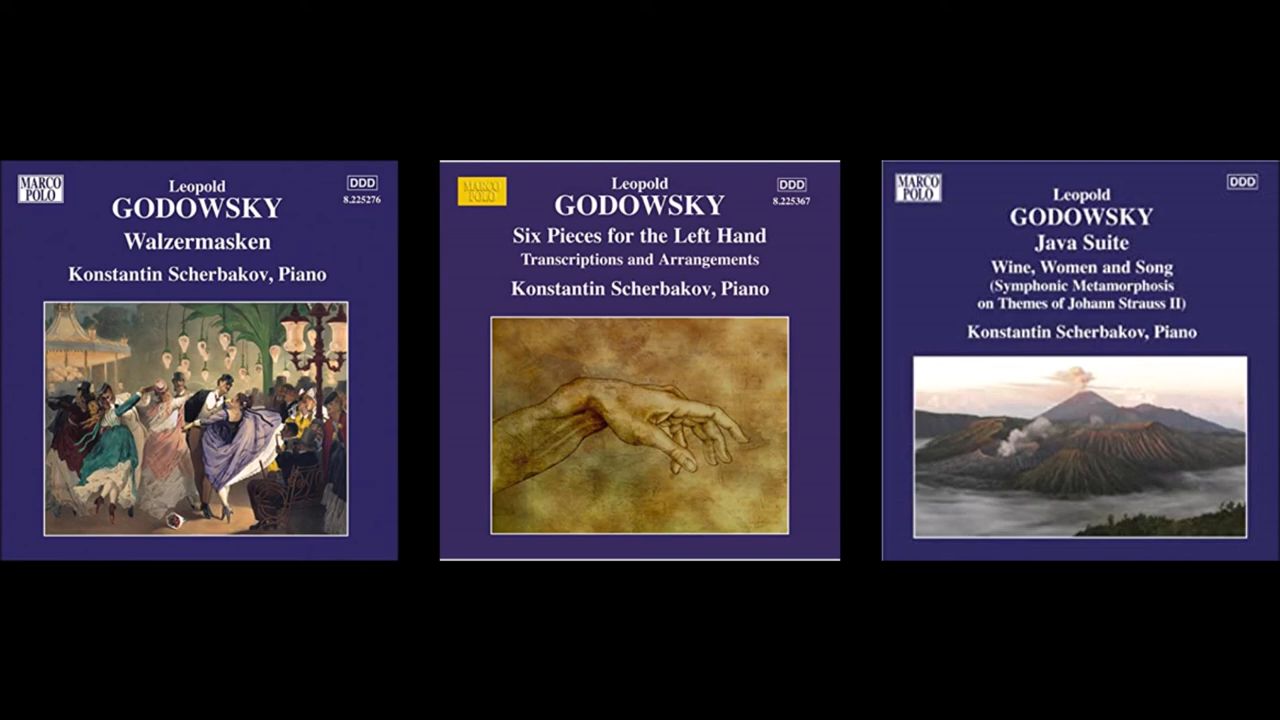 MARCO
POLO
DDD
8.225276
Leopold
GODOWSKY
Walzermasken
Konstantin Scherbakov, Piano
MARCO
POLO
DDD
8.225367
Leopold
GODOWSKY
Six Pieces for the Left Hand
Transcriptions and Arrangements
Konstantin Scherbakov, Piano
MARCO
POLO
DDD
Leopold
GODOWSKY
Java Suite
Wine, Women and Song
(Symphonic Metamorphosis
on Themes of Johann Strauss II)
Konstantin Scherbakov, Piano